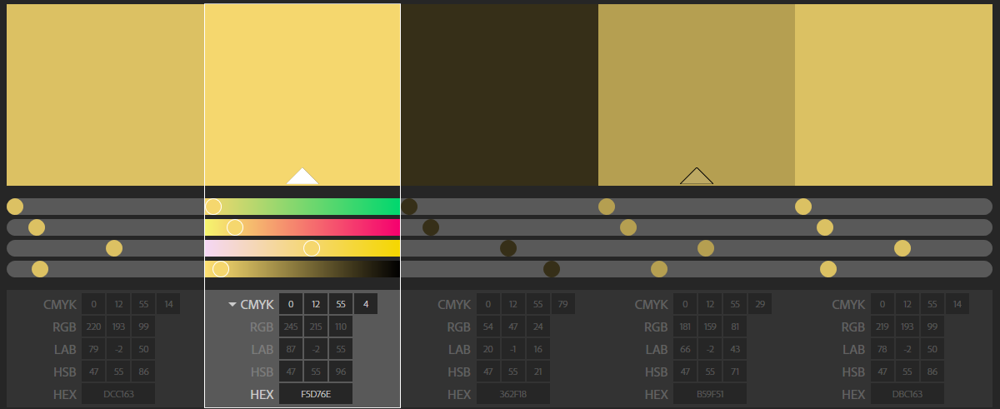 CMYK 0 12 55 14
RGB 220 193 99
LAB 79 -2 50
HSB 47 55 86
HEX DCC163
CMYK 0 12 55 4
RGB 245 215 110
LAB 87 -2 55
HSB 47 55 96
HEX F5D76E
CMYK 0 12 55 79
RGB 54 47 24
LAB 20 -1 16
HSB 47 55 21
HEX 362F18
CMYK 0 12 55 29
RGB 181 159 81
LAB 66 -2 43
HSB 47 55 71
HEX B59F51
CMYK 0 12 55 14
RGB 219 193 99
LAB 78 -2 50
HSB 47 55 86
HEX DBC163